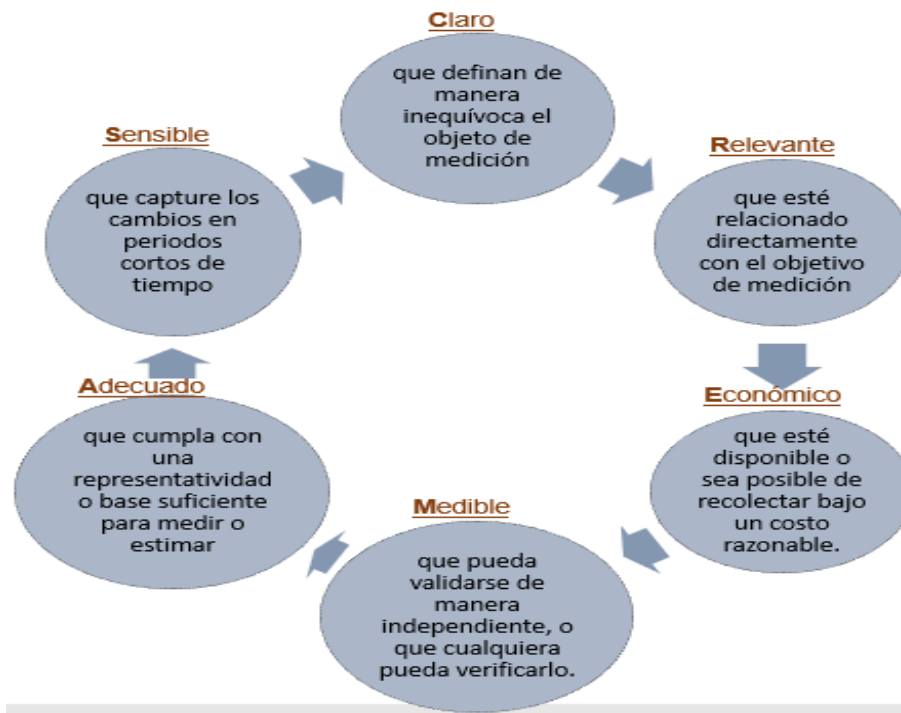 Claro
que definan de
manera
inequívoca el
objeto de
medición
Relevante
que esté
relacionado
directamente
con el objetivo
de medición
Económico
que esté
disponible o
sea posible de
recolectar bajo
un costo
razonable.
Medible
que pueda
validarse de
manera
independiente, o
que cualquiera
pueda verificarlo.
Adecuado
que cumpla con
una
representatividad
o base suficiente
para medir o
estimar
Sensible
que capture los
cambios en
periodos
cortos de
tiempo